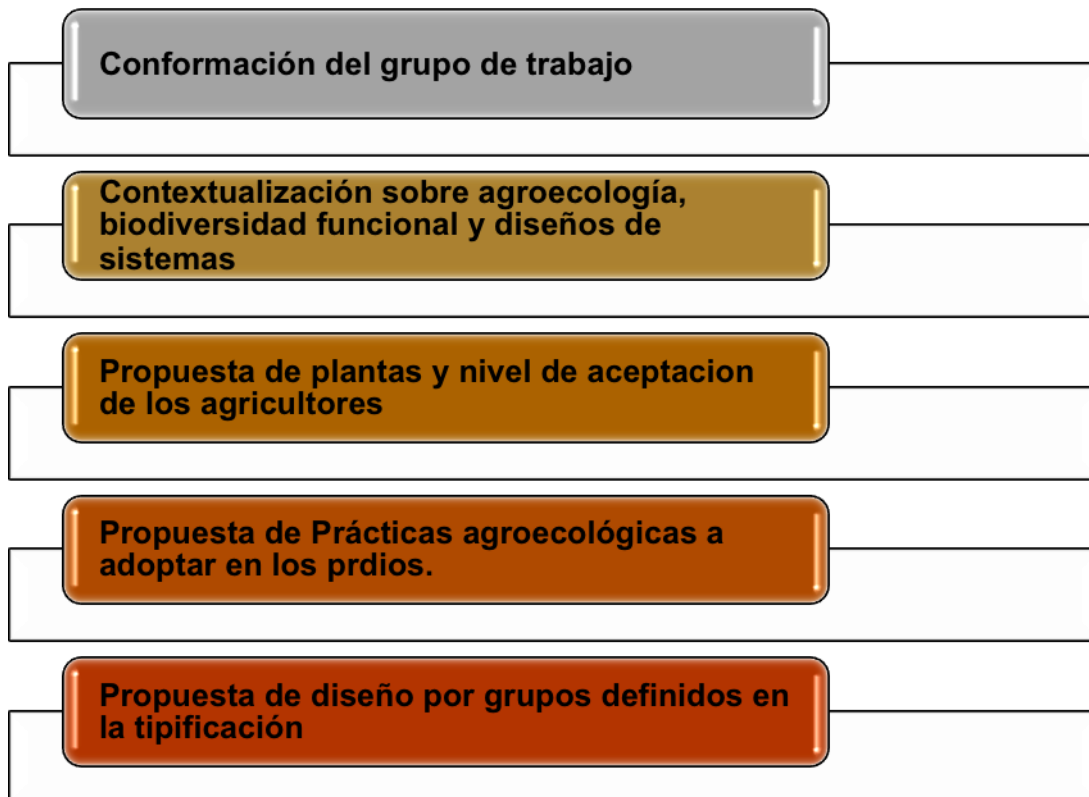 Conformación del grupo de trabajo
Contextualización sobre agroecología,
biodiversidad funcional y diseños de
sistemas
Propuesta de plantas y nivel de aceptacion
de los agricultores
Propuesta de Prácticas agroecológicas a
adoptar en los prdios.
Propuesta de diseño por grupos definidos en
la tipificación